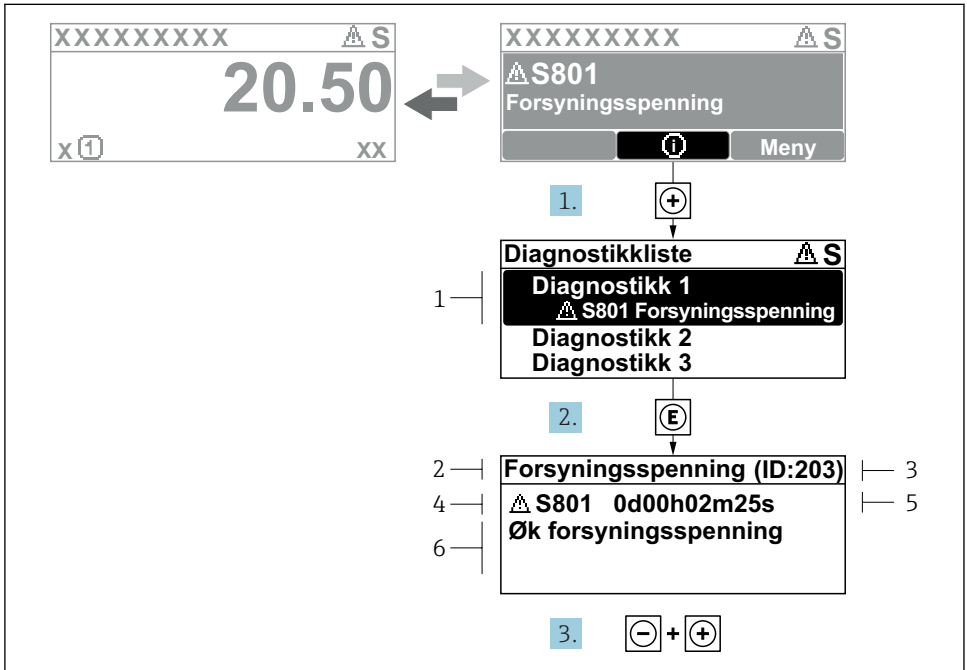 XXXXXXXXX ⚠ S
20.50
x ① XX
XXXXXXXXX ⚠ S
⚠ S801
Forsyningsspenning
ⓘ Meny
1. +
Diagnostikkliste ⚠ S
1
Diagnostikk 1
⚠ S801 Forsyningsspenning
Diagnostikk 2
Diagnostikk 3
2. E
2 Forsyningsspenning (ID:203) 3
4 ⚠ S801 0d00h02m25s 5
6 Øk forsyningsspenning
3. - + +